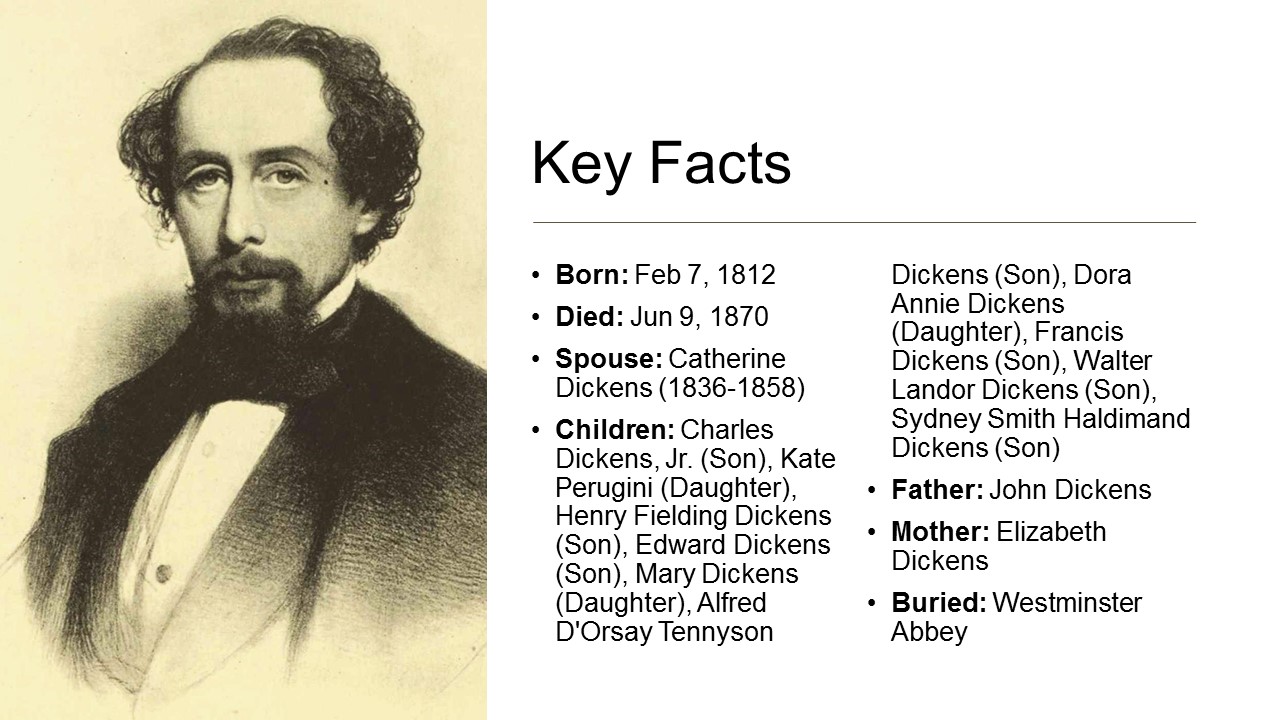 Key Facts
• Born: Feb 7, 1812
• Died: Jun 9, 1870
• Spouse: Catherine
Dickens (1836-1858)
• Children: Charles
Dickens, Jr. (Son), Kate
Perugini (Daughter),
Henry Fielding Dickens
(Son), Edward Dickens
(Son), Mary Dickens
(Daughter), Alfred
D'Orsay Tennyson
Dickens (Son), Dora
Annie Dickens
(Daughter), Francis
Dickens (Son), Walter
Landor Dickens (Son),
Sydney Smith Haldimand
Dickens (Son)
• Father: John Dickens
• Mother: Elizabeth
Dickens
• Buried: Westminster
Abbey